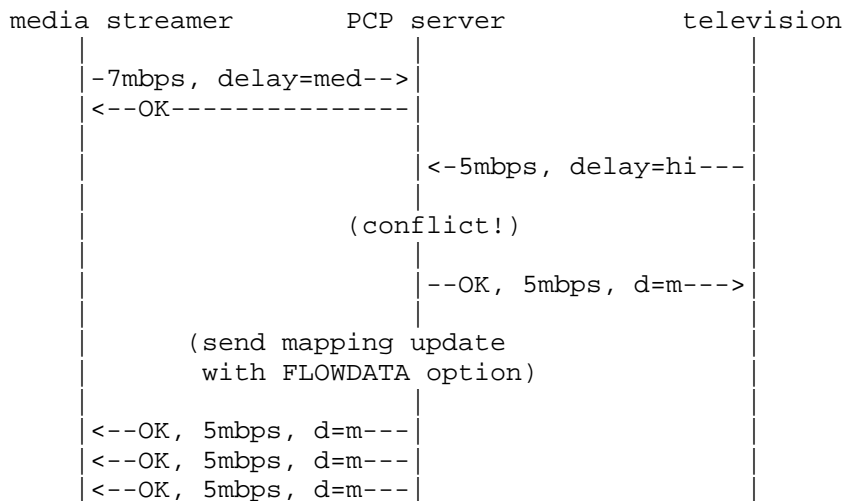 media streamer        PCP server            television
     |                    |                    |
     |-7mbps, delay=med-->|                    |
     |<--OK---------------|                    |
     |                    |                    |
     |                    |<-5mbps, delay=hi---|
     |                    |                    |
     |               (conflict!)               |
     |                    |                    |
     |                    |--OK, 5mbps, d=m--->|
     |                    |                    |
     |      (send mapping update               |
     |       with FLOWDATA option)             |
     |                    |                    |
     |<--OK, 5mbps, d=m---|                    |
     |<--OK, 5mbps, d=m---|                    |
     |<--OK, 5mbps, d=m---|                    |